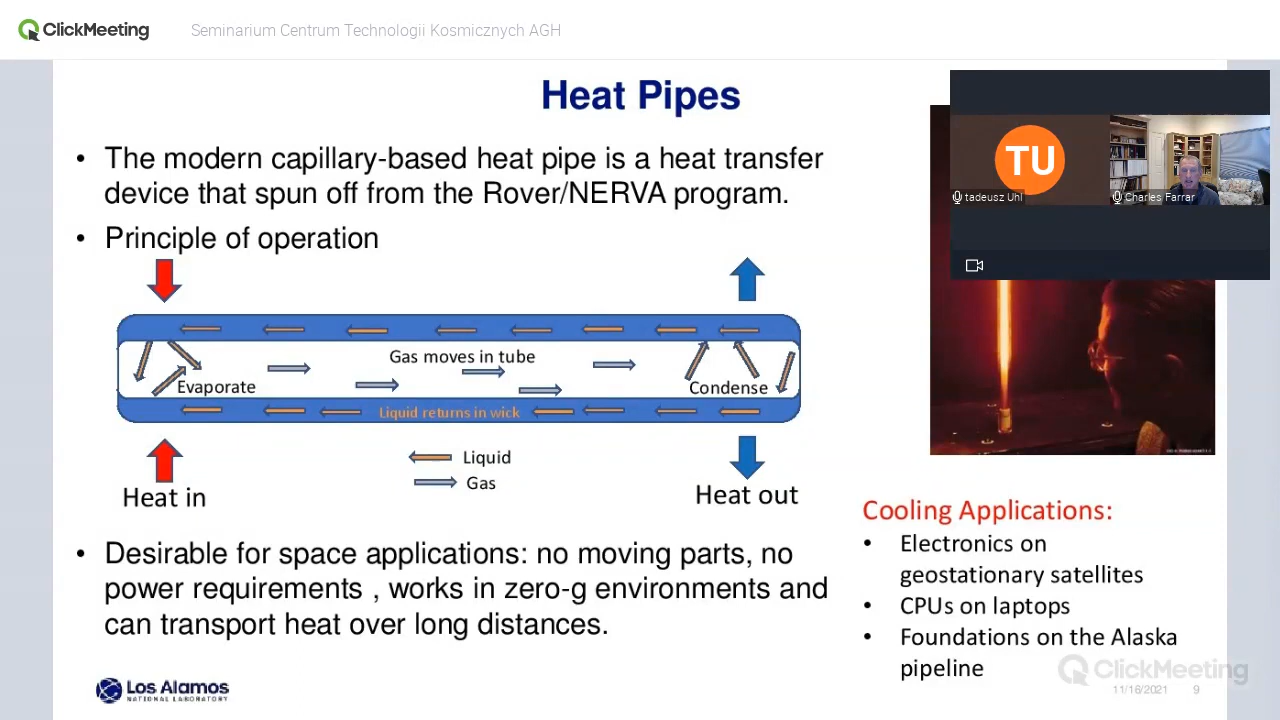 ClickMeeting
Seminarium Centrum Technologii Kosmicznych AGH
Heat Pipes
• The modern capillary-based heat pipe is a heat transfer
device that spun off from the Rover/NERVA program.
• Principle of operation
TU
tadeusz Uhl
Charles Farrar
Gas moves in tube
Evaporate
Condense
Liquid returns in wick
Liquid
Gas
Heat in
Heat out
• Desirable for space applications: no moving parts, no
power requirements , works in zero-g environments and
can transport heat over long distances.
Cooling Applications:
• Electronics on
geostationary satellites
• CPUs on laptops
• Foundations on the Alaska
pipeline
ClickMeeting
Los Alamos
NATIONAL LABORATORY
11/16/2021 9